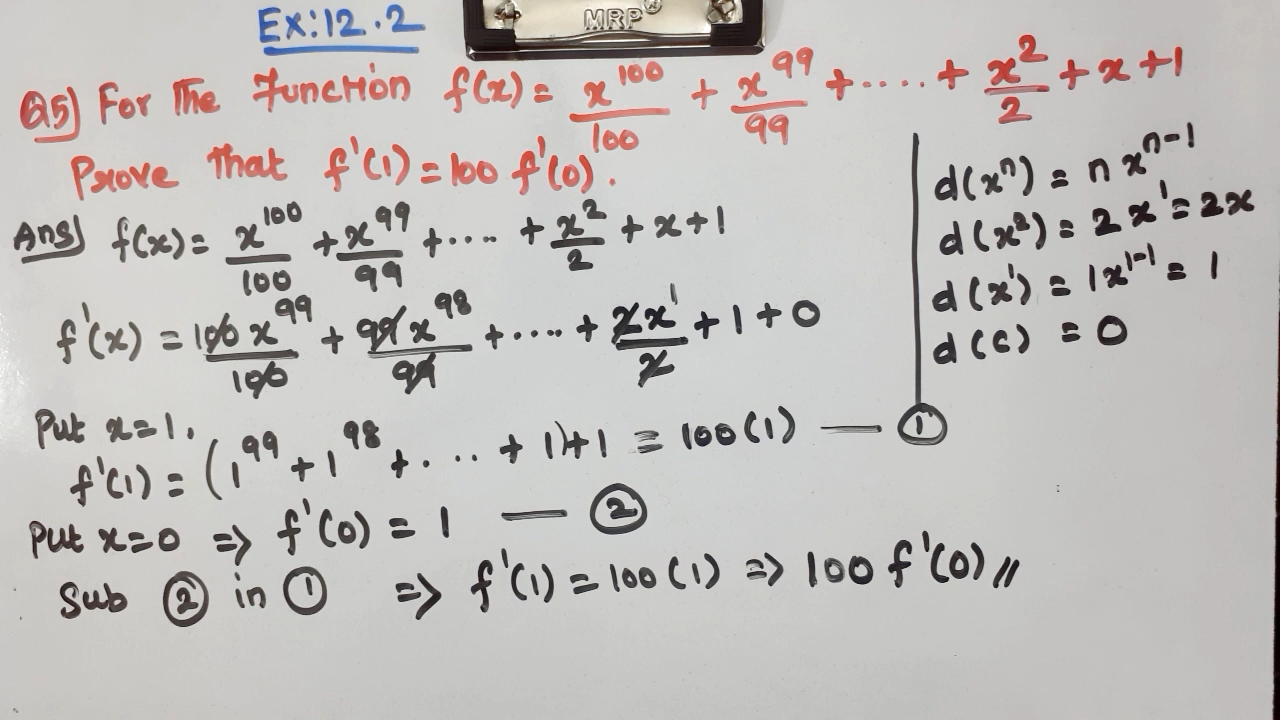 MRP
Ex:12.2
Q5) For The Function f(x) = x^100/100 + x^99/99 + .... + x^2/2 + x + 1
Prove that f'(1) = 100 f'(0).
Ans) f(x) = x^100/100 + x^99/99 + .... + x^2/2 + x + 1
f'(x) = 100x^99/100 + 99x^98/99 + .... + 2x^1/2 + 1 + 0
Put x=1.
f'(1) = (1^99 + 1^98 + .... + 1) + 1 = 100(1) — ①
Put x=0 => f'(0) = 1 — ②
Sub ② in ① => f'(1) = 100(1) => 100 f'(0)//
d(x^n) = n x^n-1
d(x^2) = 2x^1 = 2x
d(x^1) = 1x^1-1 = 1
d(c) = 0